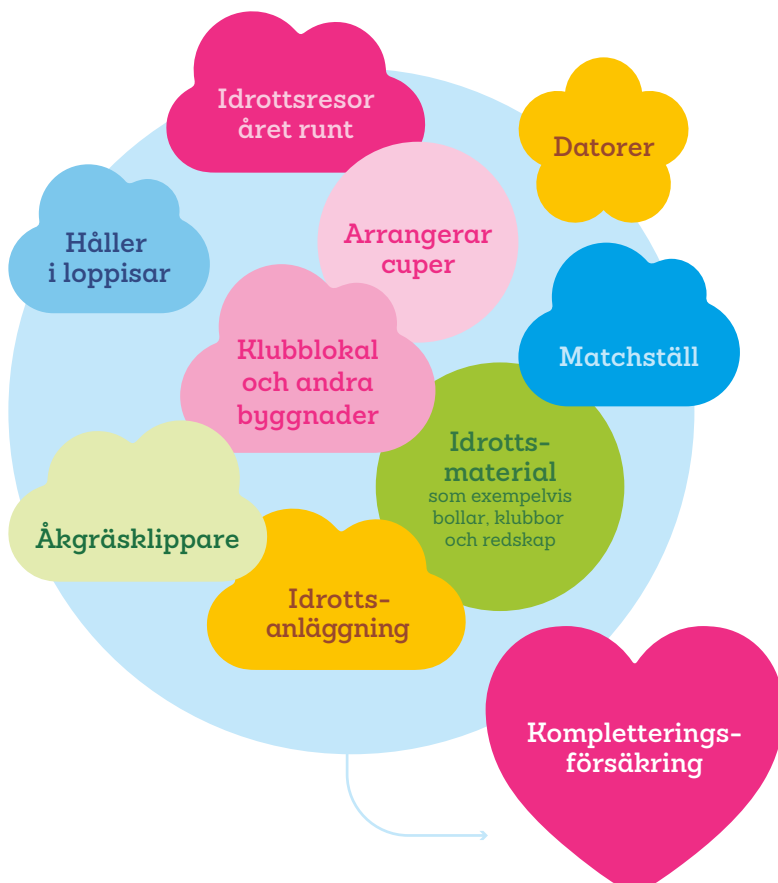 Idrottsresor
året runt
Datorer
Arrangerar
cuper
Håller
i loppisar
Klubblokal
och andra
byggnader
Matchställ
Idrotts-
material
som exempelvis
bollar, klubbor
och redskap
Åkgräsklippare
Idrotts-
anläggning
Kompletterings-
försäkring